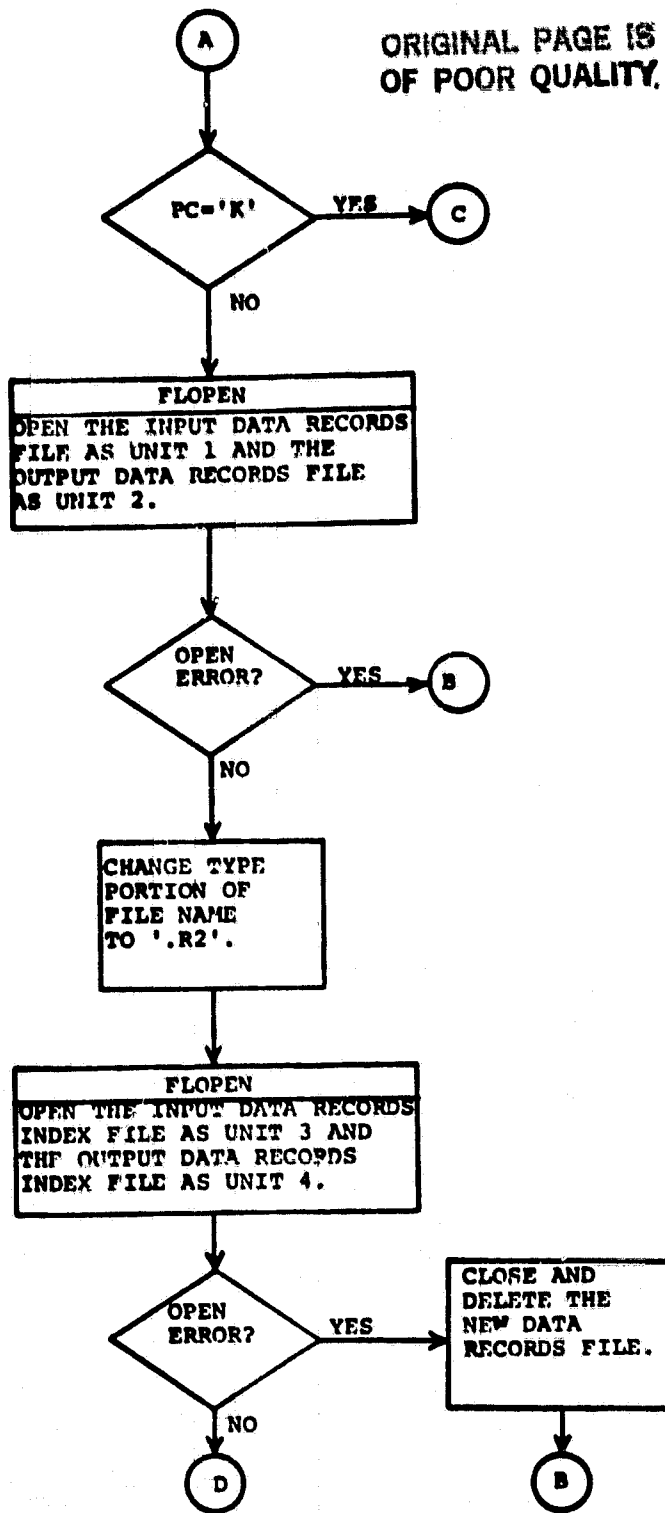 A
ORIGINAL PAGE IS
OF POOR QUALITY.
PC='K'
YES
C
NO
FLOPEN
OPEN THE INPUT DATA RECORDS
FILE AS UNIT 1 AND THE
OUTPUT DATA RECORDS FILE
AS UNIT 2.
OPEN
ERROR?
YES
B
NO
CHANGE TYPE
PORTION OF
FILE NAME
TO '.R2'.
FLOPEN
OPEN THE INPUT DATA RECORDS
INDEX FILE AS UNIT 3 AND
THE OUTPUT DATA RECORDS
INDEX FILE AS UNIT 4.
OPEN
ERROR?
YES
CLOSE AND
DELETE THE
NEW DATA
RECORDS FILE.
NO
D
B